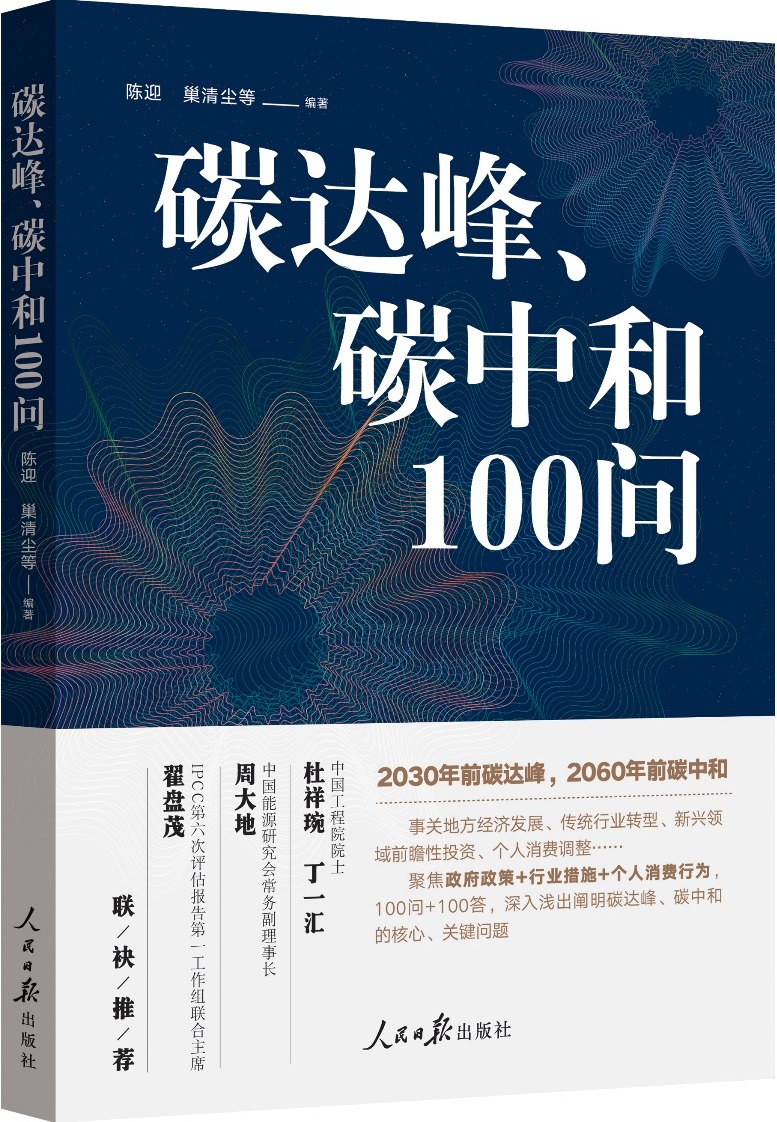 陈迎 巢清尘等 —— 编著
碳达峰、
碳中和
100问
碳达峰、碳中和100问
陈迎 巢清尘等—编著
人民日报出版社
2030年前碳达峰，2060年前碳中和
事关地方经济发展、传统行业转型、新兴领
域前瞻性投资、个人消费调整……
聚焦政府政策+行业措施+个人消费行为，
100问+100答，深入浅出阐明碳达峰、碳中和
的核心、关键问题
中国工程院院士
杜祥琬 丁一汇
中国能源研究会常务副理事长
周大地
IPCC第六次评估报告第一工作组联合主席
翟盘茂
联/袂/推/荐
人民日报出版社